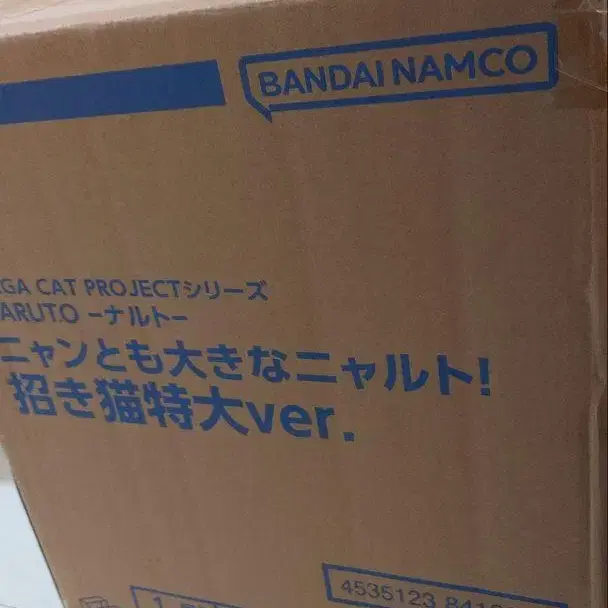 BANDAI NAMCO
GA CAT PROJECTシリーズ
ARUTO －ナルト－
ニャンとも大きなニャルト!
招き猫特大ver.
4535123